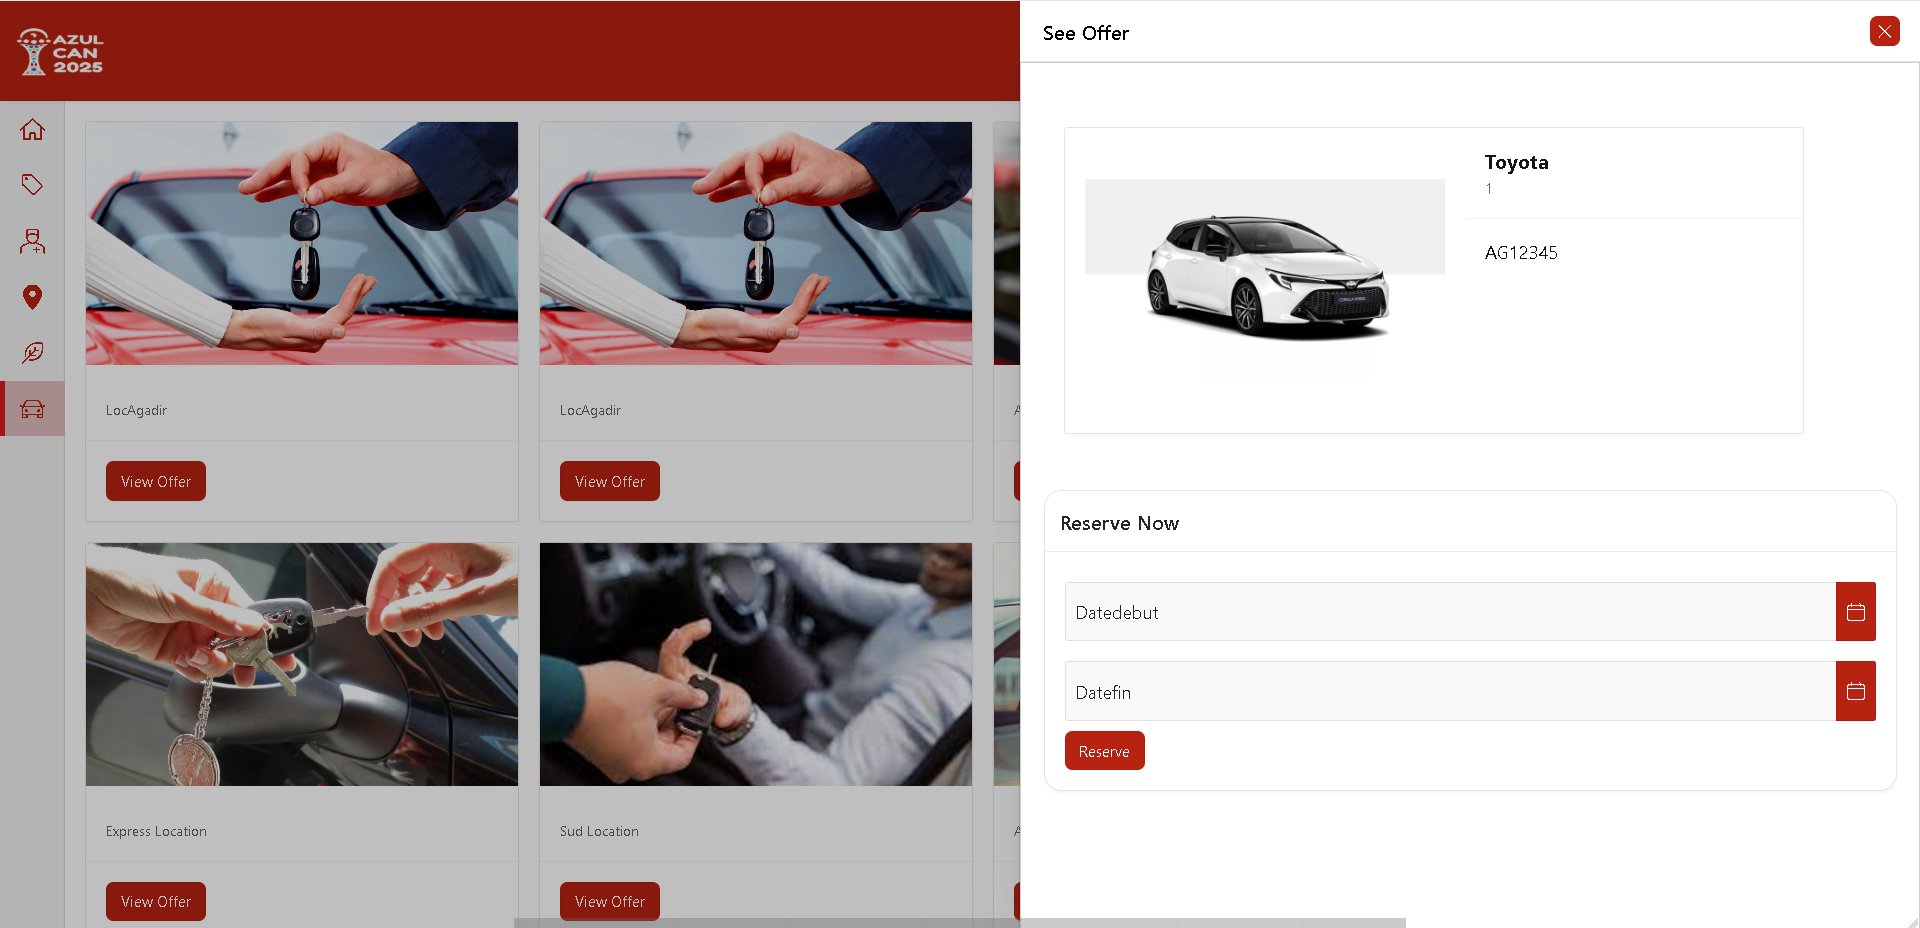 AZUL
CAN
2025
See Offer
Toyota
1
AG12345
LocAgadir
LocAgadir
View Offer
View Offer
Reserve Now
Datedebut
Datefin
Reserve
Express Location
Sud Location
View Offer
View Offer